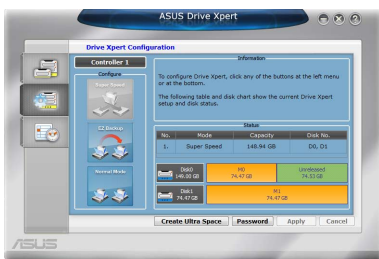 ASUS Drive Xpert
Drive Xpert Configuration
Controller 1
Configure
Super Speed
EZ Backup
Normal Mode
Information
To configure Drive Xpert, click any of the buttons at the left menu
or at the bottom.
The following table and disk chart show the current Drive Xpert
setup and disk status.
Status
No. Mode Capacity Disk No.
1. Super Speed 148.94 GB D0, D1
Disk0
149.00 GB
M0
74.47 GB
Unreleased
74.53 GB
Disk1
74.47 GB
M1
74.47 GB
Create Ultra Space Password Apply Cancel
ASUS